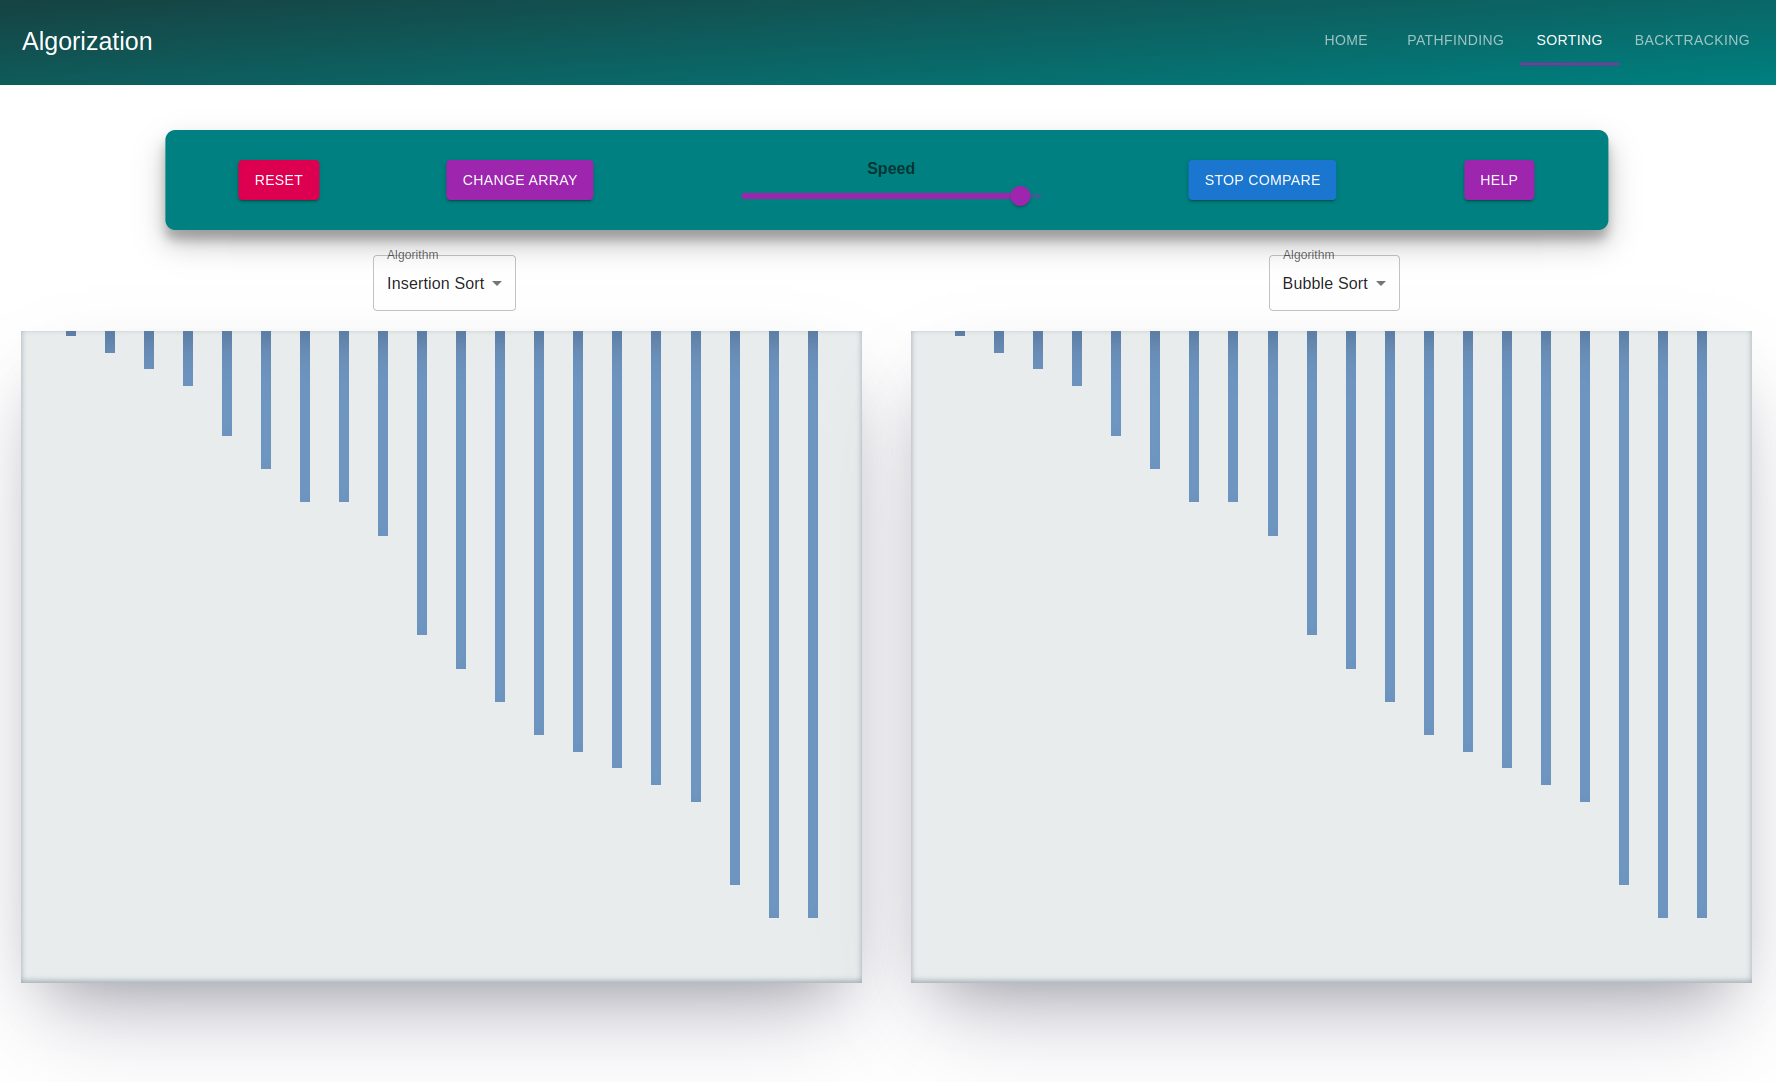 Algorization
HOME
PATHFINDING
SORTING
BACKTRACKING
RESET
CHANGE ARRAY
Speed
STOP COMPARE
HELP
Algorithm
Insertion Sort
Algorithm
Bubble Sort